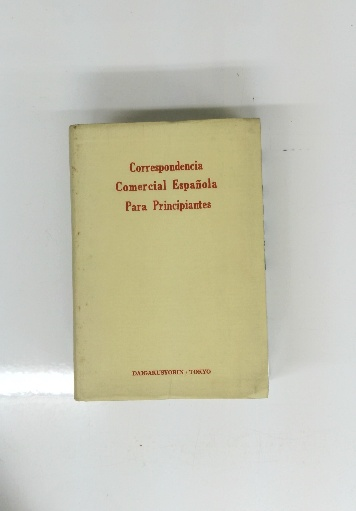 Correspondencia
Comercial Española
Para Principiantes
DAIGAKUSYORIN · TOKYO